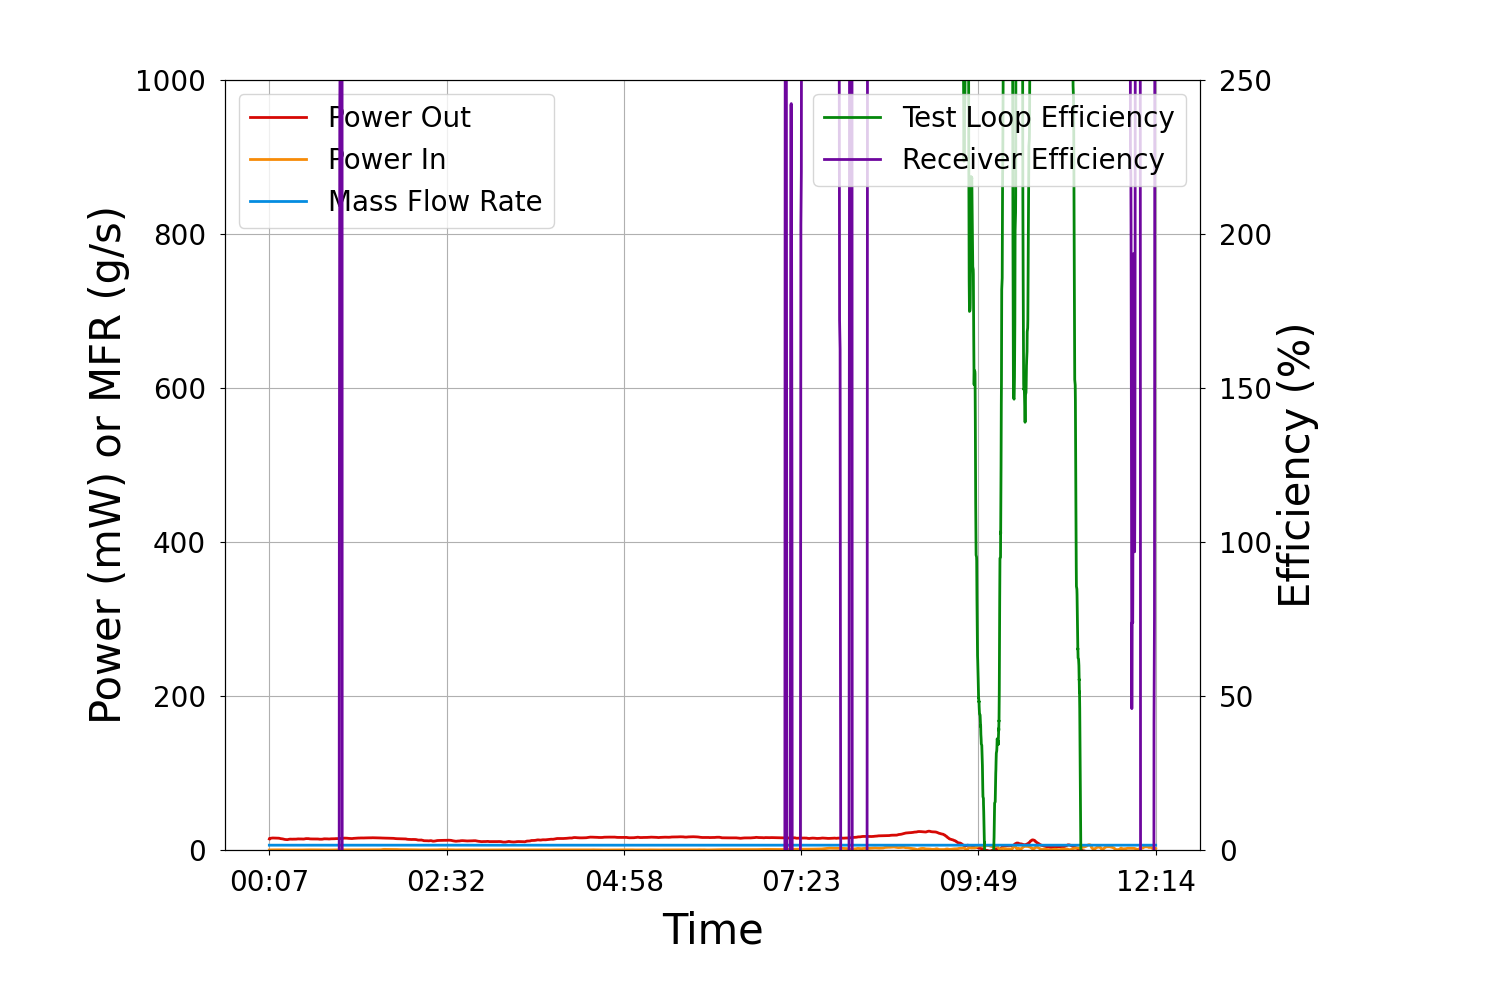 1000
800
600
400
200
0
Power (mW) or MFR (g/s)
Power Out
Power In
Mass Flow Rate
Test Loop Efficiency
Receiver Efficiency
250
200
150
100
50
0
Efficiency (%)
00:07 02:32 04:58 07:23 09:49 12:14
Time